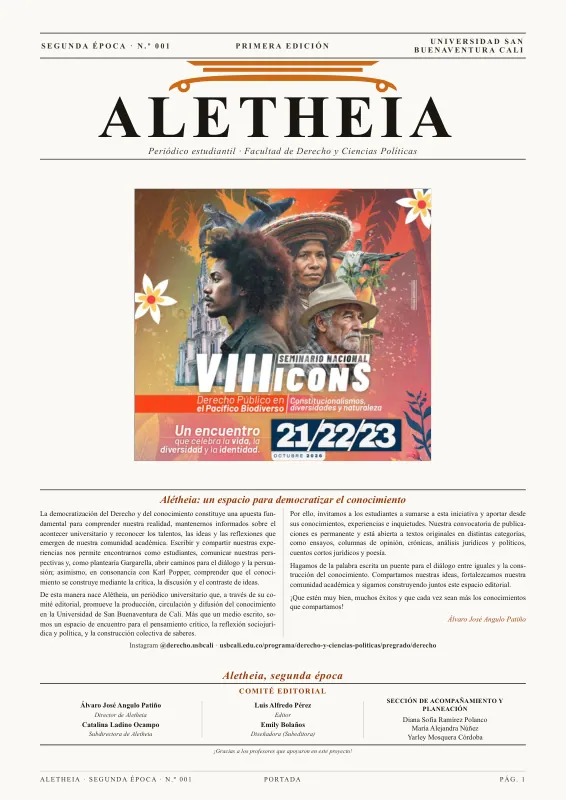 SEGUNDA ÉPOCA · N.º 001
PRIMERA EDICIÓN
UNIVERSIDAD SAN
BUENAVENTURA CALI
ALETHEIA
Periódico estudiantil · Facultad de Derecho y Ciencias Políticas
VIII
SEMINARIO NACIONAL
iCONS
Derecho Público en
el Pacífico Biodiverso
Constitucionalismos,
diversidades y naturaleza
Un encuentro
que celebra la vida, la
diversidad y la identidad.
21/22/23
OCTUBRE 2026
Alétheia: un espacio para democratizar el conocimiento
La democratización del Derecho y del conocimiento constituye una apuesta fun-
damental para comprender nuestra realidad, mantenernos informados sobre el
acontecer universitario y reconocer los talentos, las ideas y las reflexiones que
emergen de nuestra comunidad académica. Escribir y compartir nuestras expe-
riencias nos permite encontrarnos como estudiantes, comunicar nuestras pers-
pectivas y, como plantearía Gargarella, abrir caminos para el diálogo y la persua-
sión; asimismo, en consonancia con Karl Popper, comprender que el conoci-
miento se construye mediante la crítica, la discusión y el contraste de ideas.
De esta manera nace Alétheia, un periódico universitario que, a través de su co-
mité editorial, promueve la producción, circulación y difusión del conocimiento
en la Universidad de San Buenaventura de Cali. Más que un medio escrito, so-
mos un espacio de encuentro para el pensamiento crítico, la reflexión sociojurí-
dica y política, y la construcción colectiva de saberes.
Por ello, invitamos a los estudiantes a sumarse a esta iniciativa y aportar desde
sus conocimientos, experiencias e inquietudes. Nuestra convocatoria de publica-
ciones es permanente y está abierta a textos originales en distintas categorías,
como ensayos, columnas de opinión, crónicas, análisis jurídicos y políticos,
cuentos cortos jurídicos y poesía.
Hagamos de la palabra escrita un puente para el diálogo entre iguales y la cons-
trucción del conocimiento. Compartamos nuestras ideas, fortalezcamos nuestra
comunidad académica y sigamos construyendo juntos este espacio editorial.
¡Que estén muy bien, muchos éxitos y que cada vez sean más los conocimientos
que compartamos!
Álvaro José Angulo Patiño
Instagram @derecho.usbcali · usbcali.edu.co/programa/derecho-y-ciencias-politicas/pregrado/derecho
Aletheia, segunda época
COMITÉ EDITORIAL
Álvaro José Angulo Patiño
Director de Aletheia
Catalina Ladino Ocampo
Subdirectora de Aletheia
Luis Alfredo Pérez
Editor
Emily Bolaños
Diseñadora (Subeditora)
SECCIÓN DE ACOMPAÑAMIENTO Y
PLANEACIÓN
Diana Sofía Ramírez Polanco
María Alejandra Núñez
Yarley Mosquera Córdoba
¡Gracias a los profesores que apoyaron en este proyecto!
ALETHEIA · SEGUNDA ÉPOCA · N.º 001
PORTADA
PÁG. 1